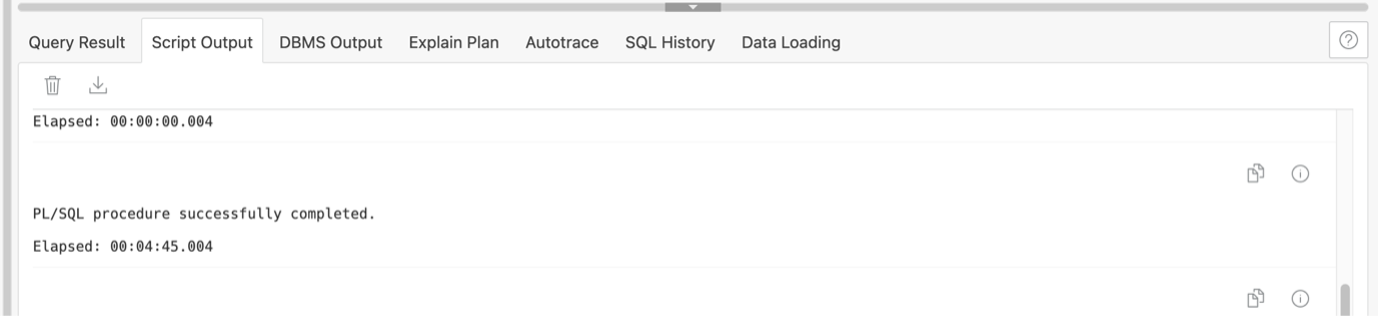 Query Result Script Output DBMS Output Explain Plan Autotrace SQL History Data Loading
Elapsed: 00:00:00.004
PL/SQL procedure successfully completed.
Elapsed: 00:04:45.004